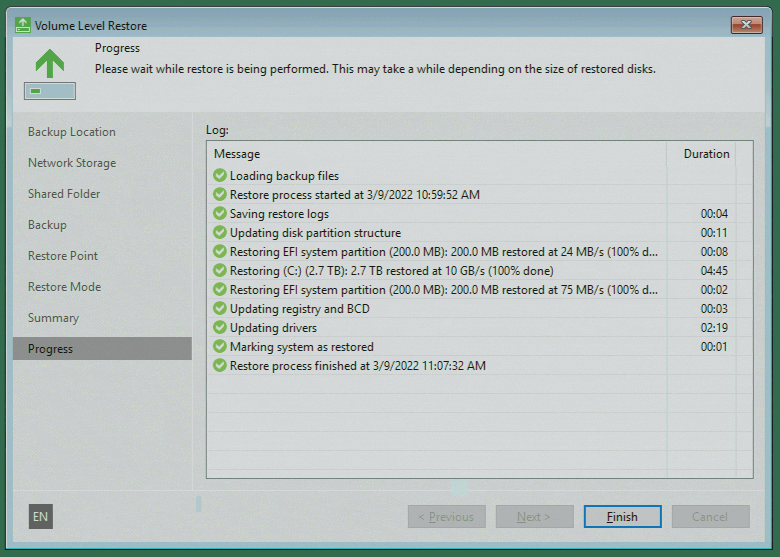 Volume Level Restore
Progress
Please wait while restore is being performed. This may take a while depending on the size of restored disks.
Backup Location
Network Storage
Shared Folder
Backup
Restore Point
Restore Mode
Summary
Progress
Log:
Message Duration
Loading backup files
Restore process started at 3/9/2022 10:59:52 AM
Saving restore logs 00:04
Updating disk partition structure 00:11
Restoring EFI system partition (200.0 MB): 200.0 MB restored at 24 MB/s (100% d... 00:08
Restoring (C:) (2.7 TB): 2.7 TB restored at 10 GB/s (100% done) 04:45
Restoring EFI system partition (200.0 MB): 200.0 MB restored at 75 MB/s (100% d... 00:02
Updating registry and BCD 00:03
Updating drivers 02:19
Marking system as restored 00:01
Restore process finished at 3/9/2022 11:07:32 AM
EN
< Previous Next > Finish Cancel